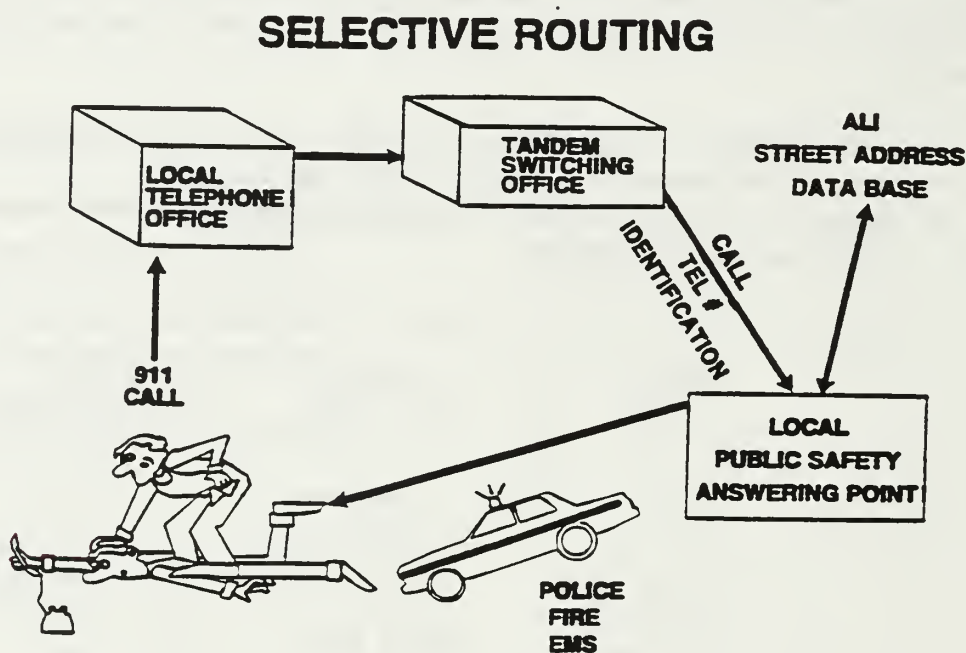 SELECTIVE ROUTING
LOCAL
TELEPHONE
OFFICE
TANDEM
SWITCHING
OFFICE
ALI
STREET ADDRESS
DATA BASE
CALL
TEL #
IDENTIFICATION
911
CALL
LOCAL
PUBLIC SAFETY
ANSWERING POINT
POLICE
FIRE
EMS